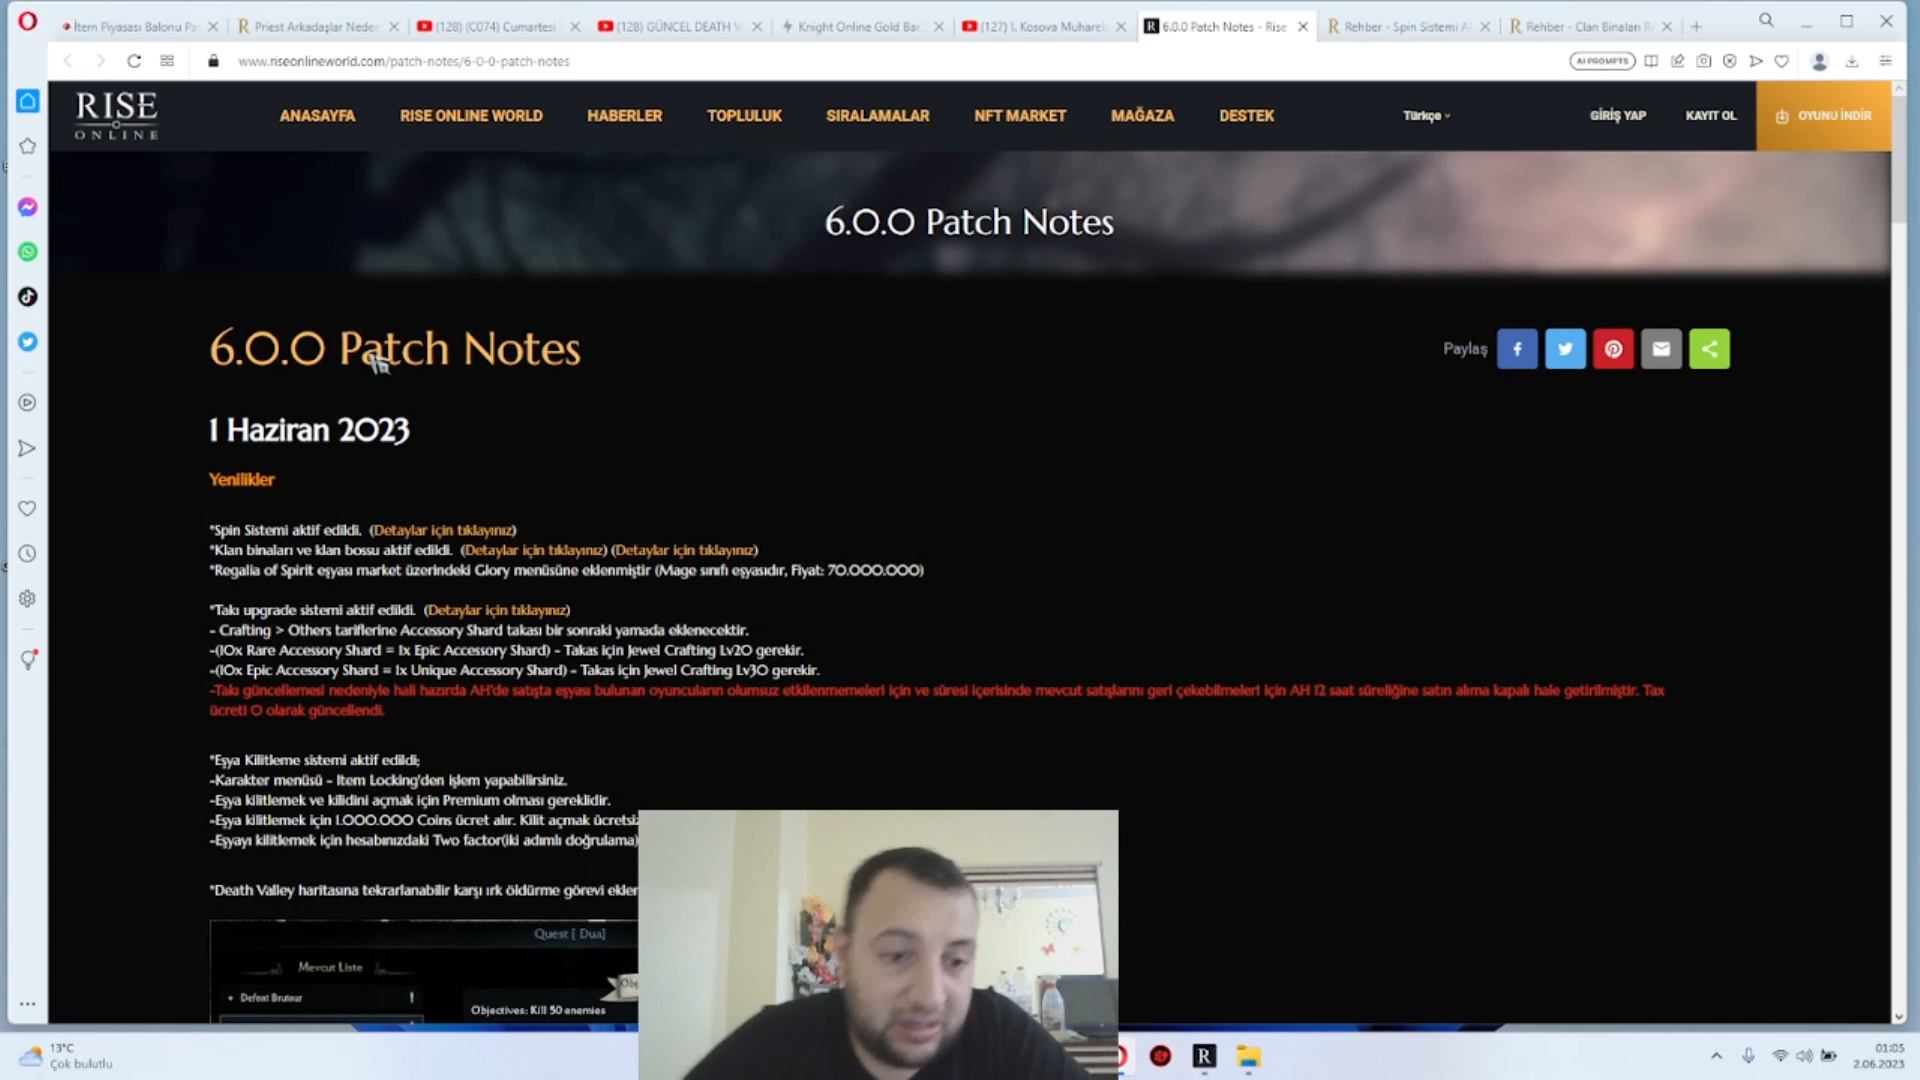 İtem Piyasası Balonu Pa
Priest Arkadaşlar Neder
(128) (C074) Cumartesi
(128) GÜNCEL DEATH V
Knight Online Gold Bar
(127) I. Kosova Muhareb
6.0.0 Patch Notes - Rise
Rehber - Spin Sistemi A
Rehber - Clan Binaları R
www.riseonlineworld.com/patch-notes/6-0-0-patch-notes
AI PROMPTS
RISE
ONLINE
ANASAYFA
RISE ONLINE WORLD
HABERLER
TOPLULUK
SIRALAMALAR
NFT MARKET
MAĞAZA
DESTEK
Türkçe
GİRİŞ YAP
KAYIT OL
OYUNU İNDİR
6.0.0 Patch Notes
6.0.0 Patch Notes
Paylaş
1 Haziran 2023
Yenilikler
*Spin Sistemi aktif edildi. (Detaylar için tıklayınız)
*Klan binaları ve klan bossu aktif edildi. (Detaylar için tıklayınız) (Detaylar için tıklayınız)
*Regalia of Spirit eşyası market üzerindeki Glory menüsüne eklenmiştir (Mage sınıfı eşyasıdır, Fiyat: 70.000.000)
*Takı upgrade sistemi aktif edildi. (Detaylar için tıklayınız)
- Crafting > Others tariflerine Accessory Shard takası bir sonraki yamada eklenecektir.
-(10x Rare Accessory Shard = 1x Epic Accessory Shard) - Takas için Jewel Crafting Lv20 gerekir.
-(10x Epic Accessory Shard = 1x Unique Accessory Shard) - Takas için Jewel Crafting Lv30 gerekir.
-Takı güncellemesi nedeniyle hali hazırda AH'de satışta eşyası bulunan oyuncuların olumsuz etkilenmemeleri için ve süresi içerisinde mevcut satışlarını geri çekebilmeleri için AH 12 saat süreliğine satın alıma kapalı hale getirilmiştir. Tax
ücreti 0 olarak güncellendi.
*Eşya Kilitleme sistemi aktif edildi;
-Karakter menüsü - Item Locking'den işlem yapabilirsiniz.
-Eşya kilitlemek ve kilidini açmak için Premium olması gereklidir.
-Eşya kilitlemek için 1.000.000 Coins ücret alır. Kilit açmak ücretsiz
-Eşyayı kilitlemek için hesabınızdaki Two factor(iki adımlı doğrulama)
*Death Valley haritasına tekrarlanabilir karşı ırk öldürme görevi ekler
Quest [ Dua]
Mevcut Liste
Obj
Defeat Brutaur !
Objectives: Kill 50 enemies
13°C
Çok bulutlu
R
01:05
2.06.2023